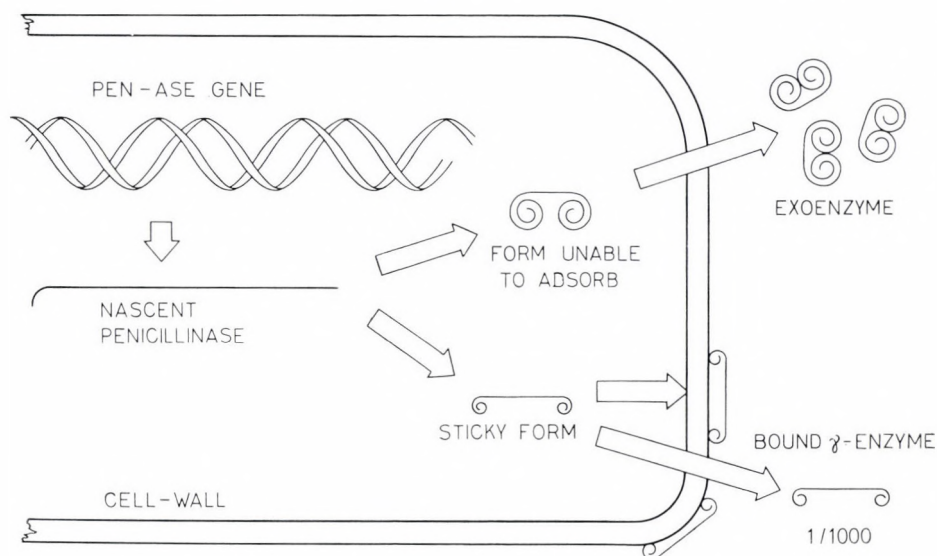 PEN-ASE GENE
EXOENZYME
FORM UNABLE
TO ADSORB
NASCENT
PENICILLINASE
STICKY FORM
BOUND γ-ENZYME
CELL-WALL
1/1000